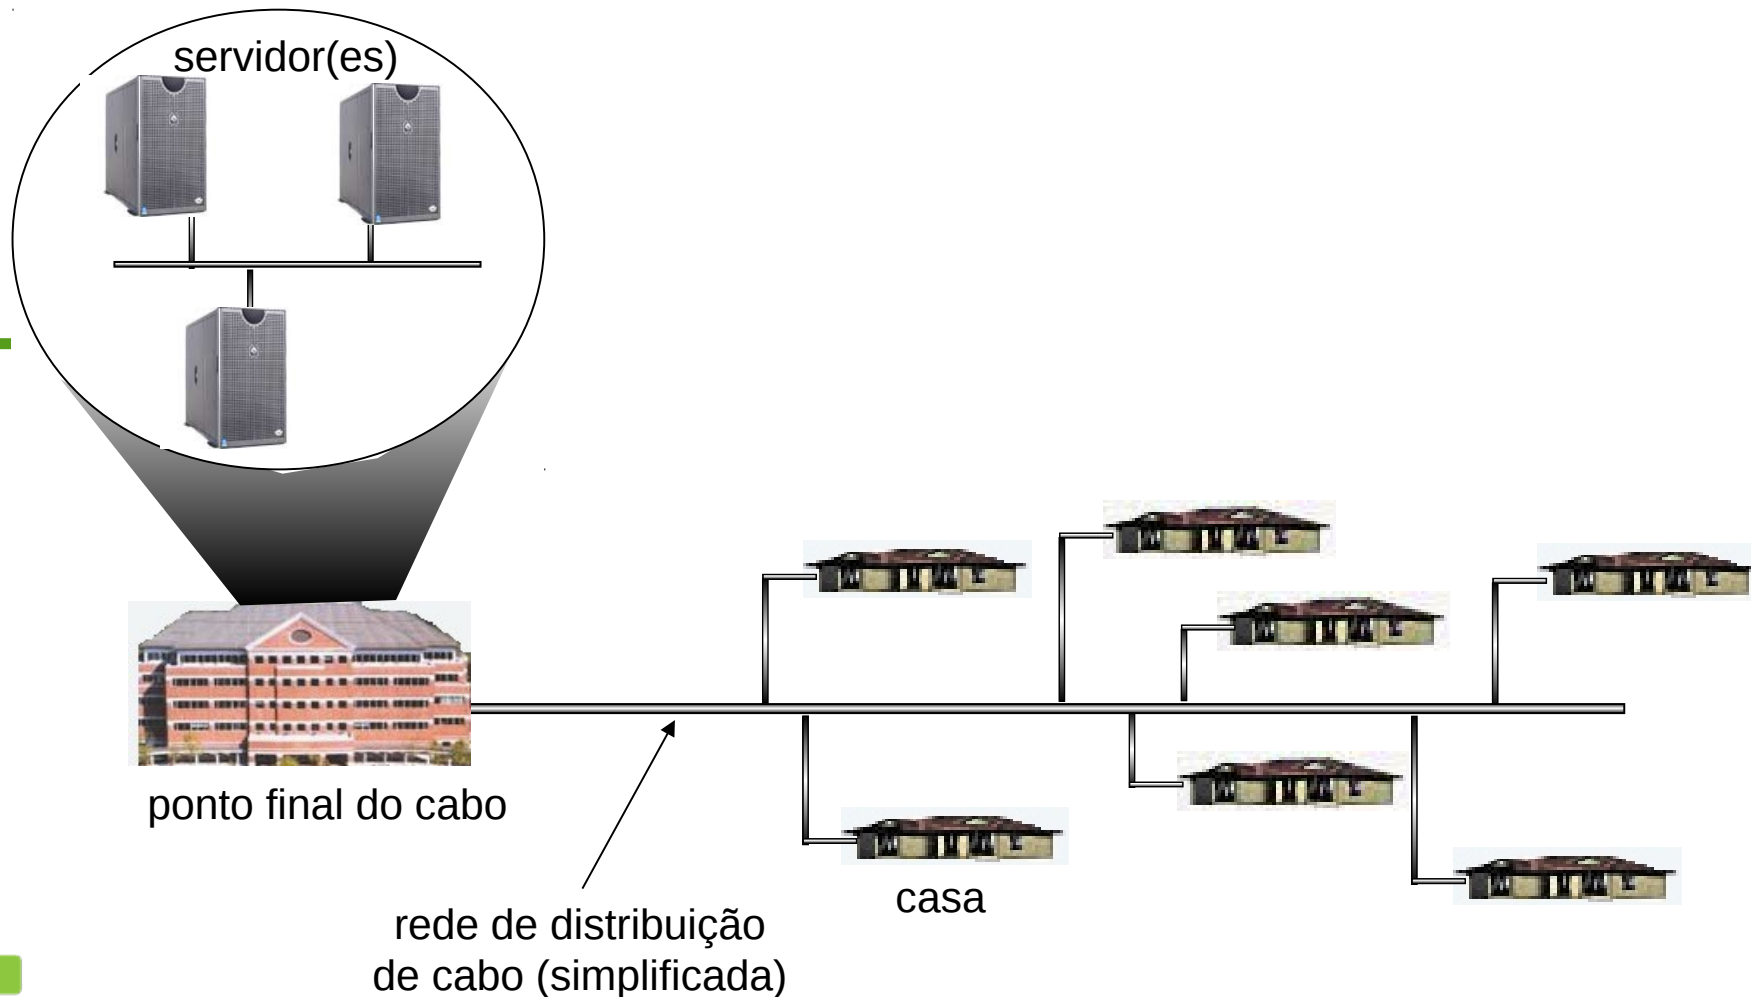 servidor(es)
ponto final do cabo
casa
rede de distribuição
de cabo (simplificada)